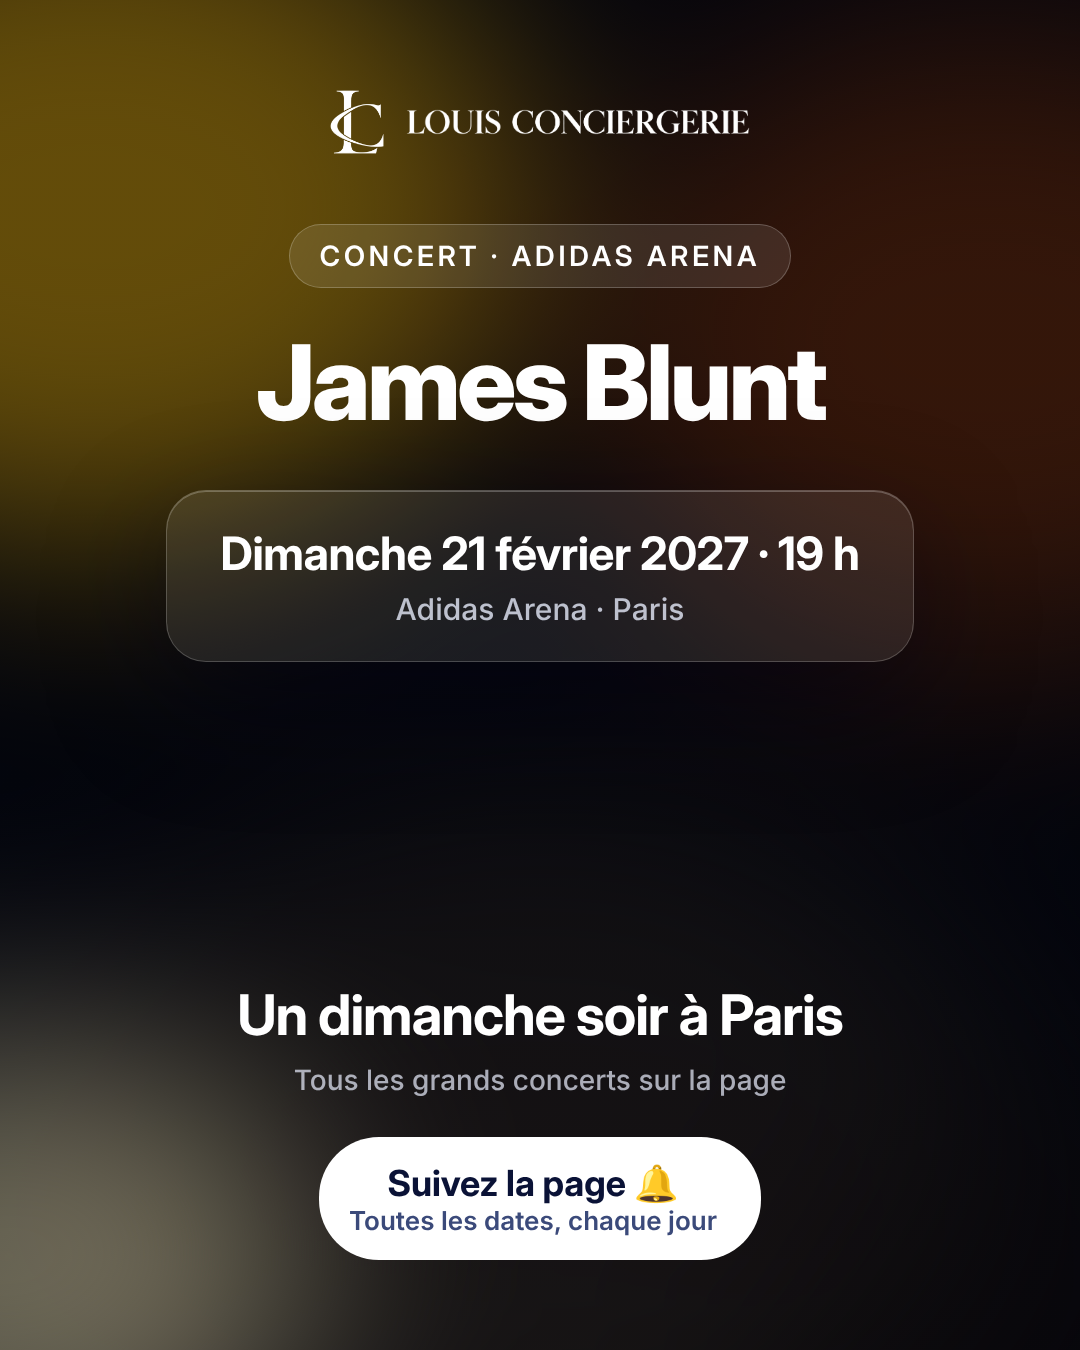 LC LOUIS CONCIERGERIE
CONCERT · ADIDAS ARENA
James Blunt
Dimanche 21 février 2027 · 19 h
Adidas Arena · Paris
Un dimanche soir à Paris
Tous les grands concerts sur la page
Suivez la page 🔔
Toutes les dates, chaque jour